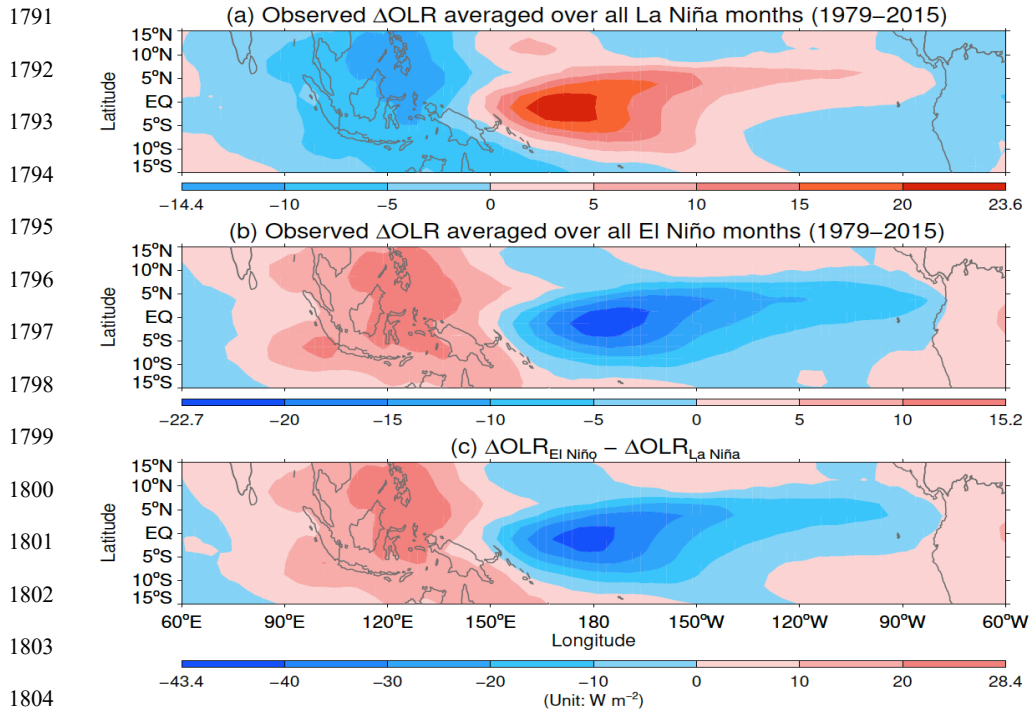 1791
1792
1793
1794
1795
1796
1797
1798
1799
1800
1801
1802
1803
1804
(a) Observed ΔOLR averaged over all La Niña months (1979−2015)
Latitude
15°N
10°N
5°N
EQ
5°S
10°S
15°S
−14.4 −10 −5 0 5 10 15 20 23.6
(b) Observed ΔOLR averaged over all El Niño months (1979−2015)
Latitude
15°N
10°N
5°N
EQ
5°S
10°S
15°S
−22.7 −20 −15 −10 −5 0 5 10 15.2
(c) ΔOLR El Niño − ΔOLR La Niña
Latitude
15°N
10°N
5°N
EQ
5°S
10°S
15°S
60°E 90°E 120°E 150°E 180 150°W 120°W 90°W 60°W
Longitude
−43.4 −40 −30 −20 −10 0 10 20 28.4
(Unit: W m⁻²)